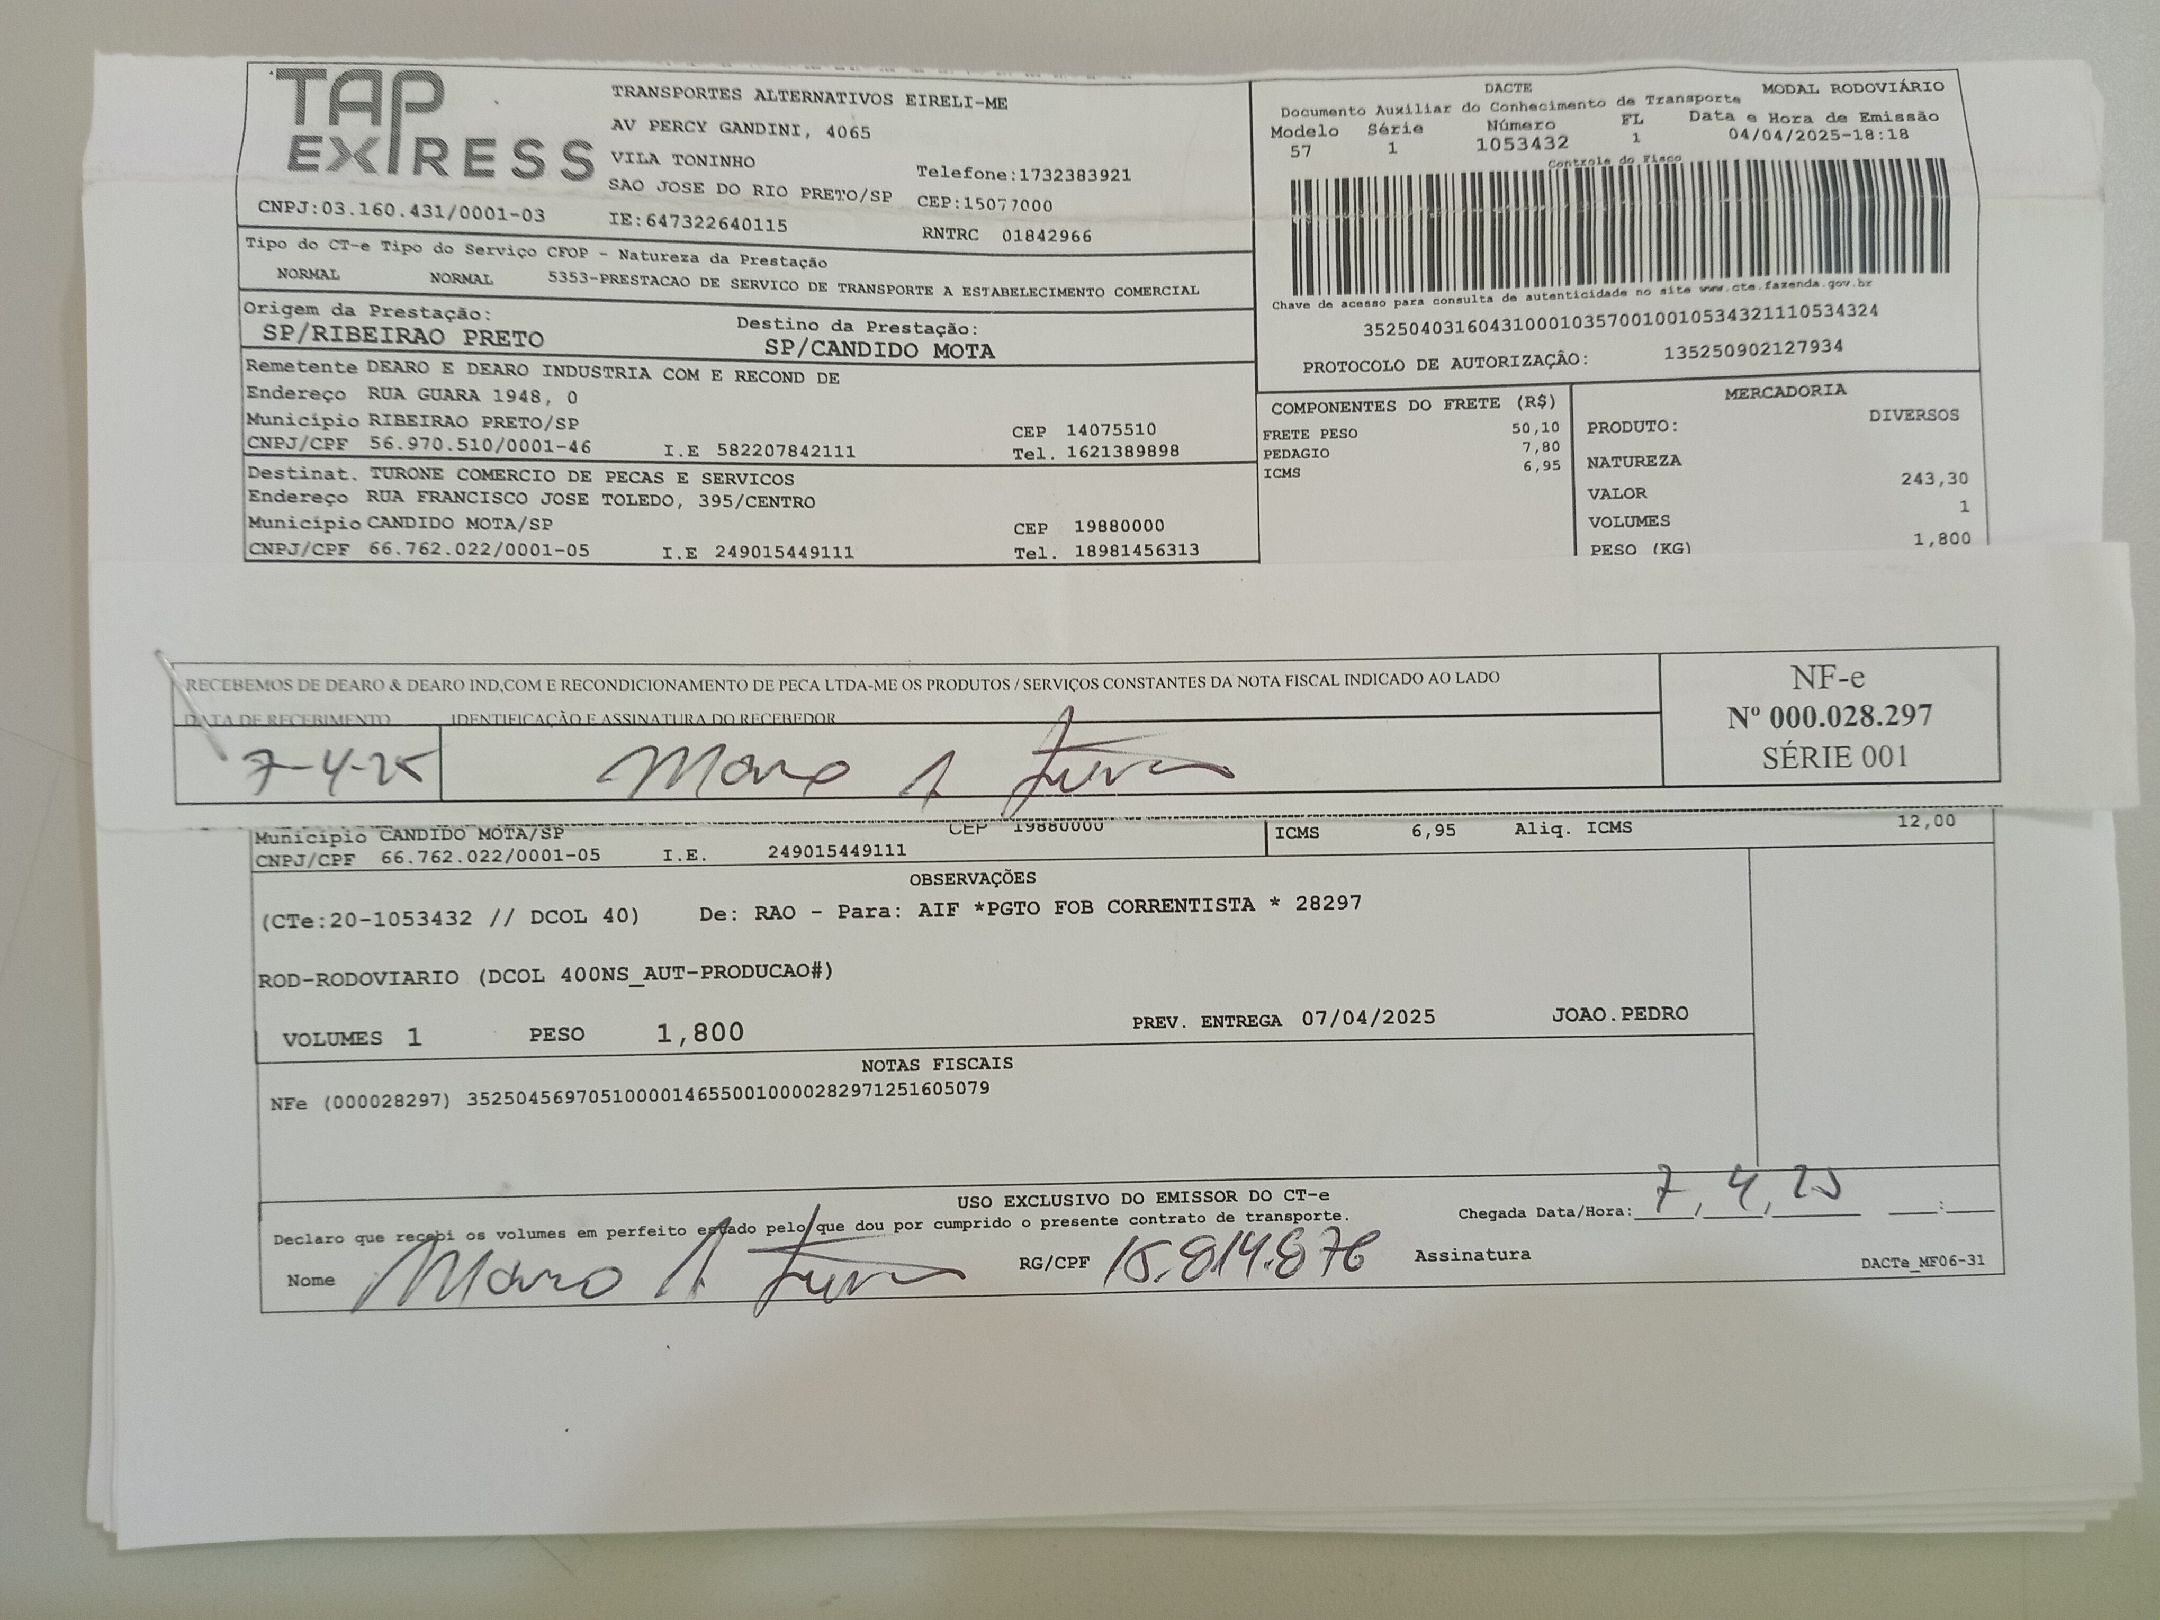 TAP EXPRESS
TRANSPORTES ALTERNATIVOS EIRELI-ME
AV PERCY GANDINI, 4065
VILA TONINHO
SAO JOSE DO RIO PRETO/SP
Telefone:1732383921
CEP:15077000
CNPJ:03.160.431/0001-03
IE:647322640115
RNTRC 01842966
DACTE
MODAL RODOVIÁRIO
Documento Auxiliar do Conhecimento de Transporte
Modelo Série Número FL Data e Hora de Emissão
57 1 1053432 1 04/04/2025-18:18
Controle do Fisco
Chave de acesso para consulta de autenticidade no site www.cte.fazenda.gov.br
35250403160431000103570010010534321110534324
PROTOCOLO DE AUTORIZAÇÃO: 135250902127934
Tipo do CT-e Tipo do Serviço CFOP - Natureza da Prestação
NORMAL NORMAL 5353-PRESTACAO DE SERVICO DE TRANSPORTE A ESTABELECIMENTO COMERCIAL
Origem da Prestação:
SP/RIBEIRAO PRETO
Destino da Prestação:
SP/CANDIDO MOTA
Remetente DEARO E DEARO INDUSTRIA COM E RECOND DE
Endereço RUA GUARA 1948, 0
Município RIBEIRAO PRETO/SP CEP 14075510
CNPJ/CPF 56.970.510/0001-46 I.E 582207842111 Tel. 1621389898
Destinat. TURONE COMERCIO DE PECAS E SERVICOS
Endereço RUA FRANCISCO JOSE TOLEDO, 395/CENTRO
Município CANDIDO MOTA/SP CEP 19880000
CNPJ/CPF 66.762.022/0001-05 I.E 249015449111 Tel. 18981456313
COMPONENTES DO FRETE (R$)
FRETE PESO 50,10
PEDAGIO 7,80
ICMS 6,95
MERCADORIA
PRODUTO: DIVERSOS
NATUREZA
VALOR 243,30
VOLUMES 1
PESO (KG) 1,800
RECEBEMOS DE DEARO & DEARO IND,COM E RECONDICIONAMENTO DE PECA LTDA-ME OS PRODUTOS / SERVIÇOS CONSTANTES DA NOTA FISCAL INDICADO AO LADO
DATA DE RECEBIMENTO IDENTIFICAÇÃO E ASSINATURA DO RECEBEDOR
7-4-25
NF-e
Nº 000.028.297
SÉRIE 001
Município CANDIDO MOTA/SP CEP 19880000
CNPJ/CPF 66.762.022/0001-05 I.E. 249015449111
ICMS 6,95 Aliq. ICMS 12,00
OBSERVAÇÕES
(CTe:20-1053432 // DCOL 40) De: RAO - Para: AIF *PGTO FOB CORRENTISTA * 28297
ROD-RODOVIARIO (DCOL 400NS_AUT-PRODUCAO#)
VOLUMES 1 PESO 1,800 PREV. ENTREGA 07/04/2025 JOAO.PEDRO
NOTAS FISCAIS
NFe (000028297) 35250456970510000146550010000282971251605079
USO EXCLUSIVO DO EMISSOR DO CT-e
Declaro que recebi os volumes em perfeito estado pelo que dou por cumprido o presente contrato de transporte.
Chegada Data/Hora: 7, 4, 25
Nome
RG/CPF 15.814.876
Assinatura
DACTe_MF06-31